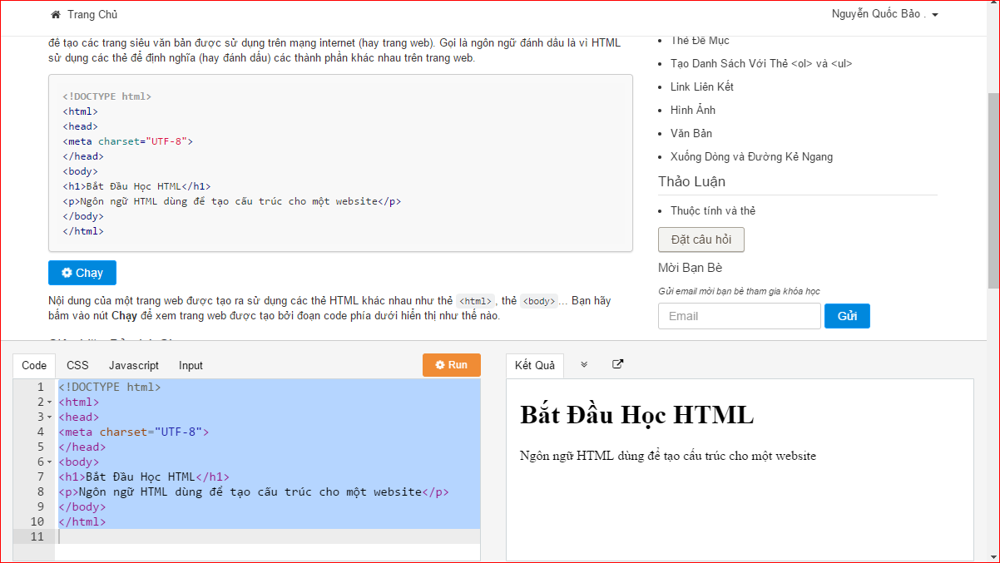 Trang Chủ
Nguyễn Quốc Bảo .
để tạo các trang siêu văn bản được sử dụng trên mạng internet (hay trang web). Gọi là ngôn ngữ đánh dấu là vì HTML
sử dụng các thẻ để định nghĩa (hay đánh dấu) các thành phần khác nhau trên trang web.
<!DOCTYPE html>
<html>
<head>
<meta charset="UTF-8">
</head>
<body>
<h1>Bắt Đầu Học HTML</h1>
<p>Ngôn ngữ HTML dùng để tạo cấu trúc cho một website</p>
</body>
</html>
Chạy
Nội dung của một trang web được tạo ra sử dụng các thẻ HTML khác nhau như thẻ <html>, thẻ <body>... Bạn hãy
bấm vào nút Chạy để xem trang web được tạo bởi đoạn code phía dưới hiển thị như thế nào.
Thẻ Đề Mục
Tạo Danh Sách Với Thẻ <ol> và <ul>
Link Liên Kết
Hình Ảnh
Văn Bản
Xuống Dòng và Đường Kẻ Ngang
Thảo Luận
Thuộc tính và thẻ
Đặt câu hỏi
Mời Bạn Bè
Gửi email mời bạn bè tham gia khóa học
Email Gửi
Code CSS Javascript Input Run
1 <!DOCTYPE html>
2 <html>
3 <head>
4 <meta charset="UTF-8">
5 </head>
6 <body>
7 <h1>Bắt Đầu Học HTML</h1>
8 <p>Ngôn ngữ HTML dùng để tạo cấu trúc cho một website</p>
9 </body>
10 </html>
11
Kết Quả
Bắt Đầu Học HTML
Ngôn ngữ HTML dùng để tạo cấu trúc cho một website